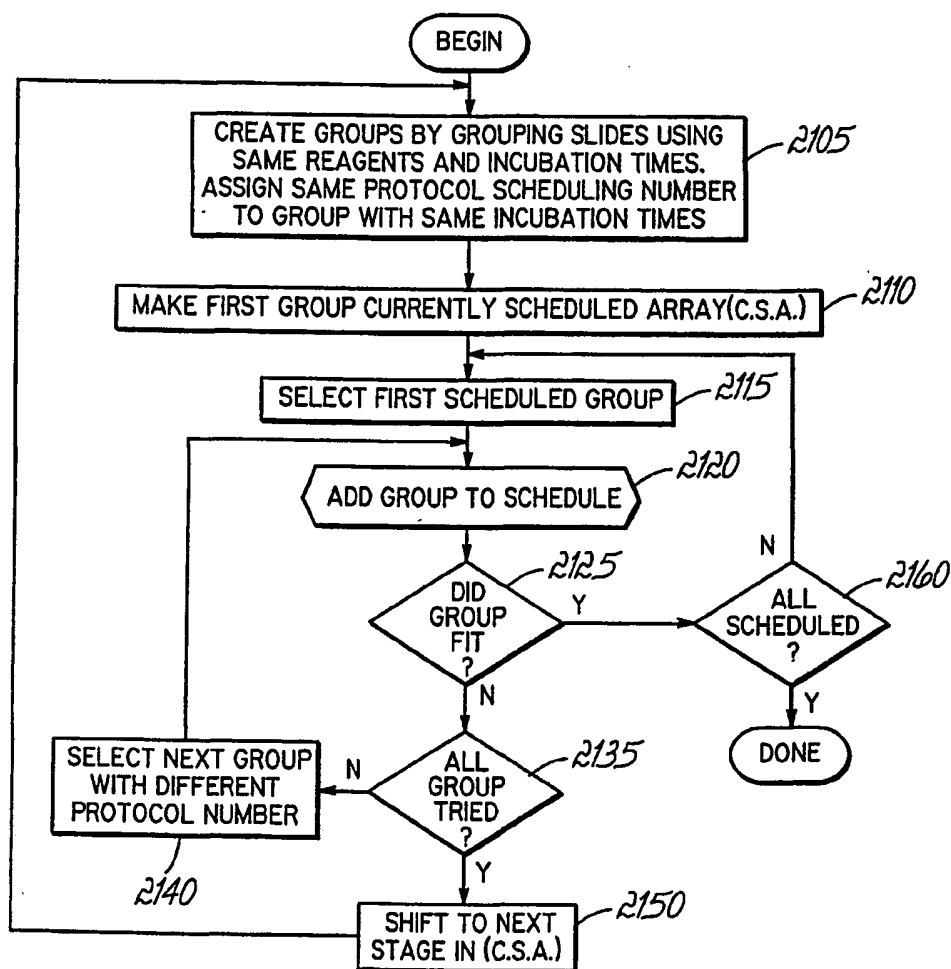 BEGIN
CREATE GROUPS BY GROUPING SLIDES USING
SAME REAGENTS AND INCUBATION TIMES.
ASSIGN SAME PROTOCOL SCHEDULING NUMBER
TO GROUP WITH SAME INCUBATION TIMES
2105
MAKE FIRST GROUP CURRENTLY SCHEDULED ARRAY(C.S.A.)
2110
SELECT FIRST SCHEDULED GROUP
2115
ADD GROUP TO SCHEDULE
2120
DID
GROUP
FIT
?
2125
Y
N
ALL
SCHEDULED
?
2160
N
Y
DONE
ALL
GROUP
TRIED
?
2135
N
Y
SELECT NEXT GROUP
WITH DIFFERENT
PROTOCOL NUMBER
2140
SHIFT TO NEXT
STAGE IN (C.S.A.)
2150